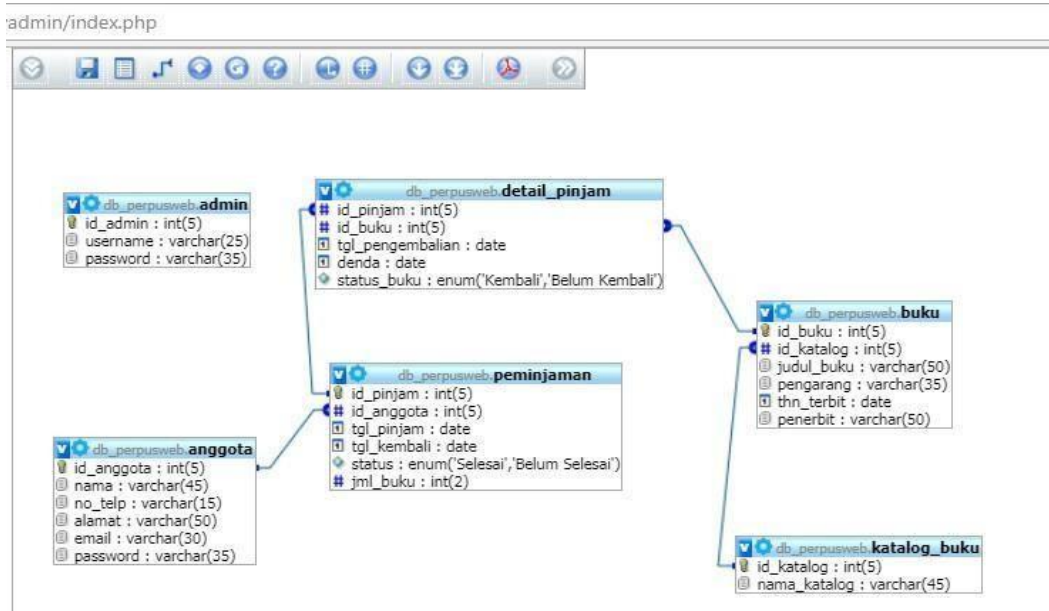 admin/index.php
db_perpusweb.admin
id_admin : int(5)
username : varchar(25)
password : varchar(35)
db_perpusweb.detail_pinjam
# id_pinjam : int(5)
# id_buku : int(5)
tgl_pengembalian : date
denda : date
status_buku : enum('Kembali','Belum Kembali')
db_perpusweb.peminjaman
id_pinjam : int(5)
# id_anggota : int(5)
tgl_pinjam : date
tgl_kembali : date
status : enum('Selesai','Belum Selesai')
# jml_buku : int(2)
db_perpusweb.anggota
id_anggota : int(5)
nama : varchar(45)
no_telp : varchar(15)
alamat : varchar(50)
email : varchar(30)
password : varchar(35)
db_perpusweb.buku
id_buku : int(5)
# id_katalog : int(5)
judul_buku : varchar(50)
pengarang : varchar(35)
thn_terbit : date
penerbit : varchar(50)
db_perpusweb.katalog_buku
id_katalog : int(5)
nama_katalog : varchar(45)